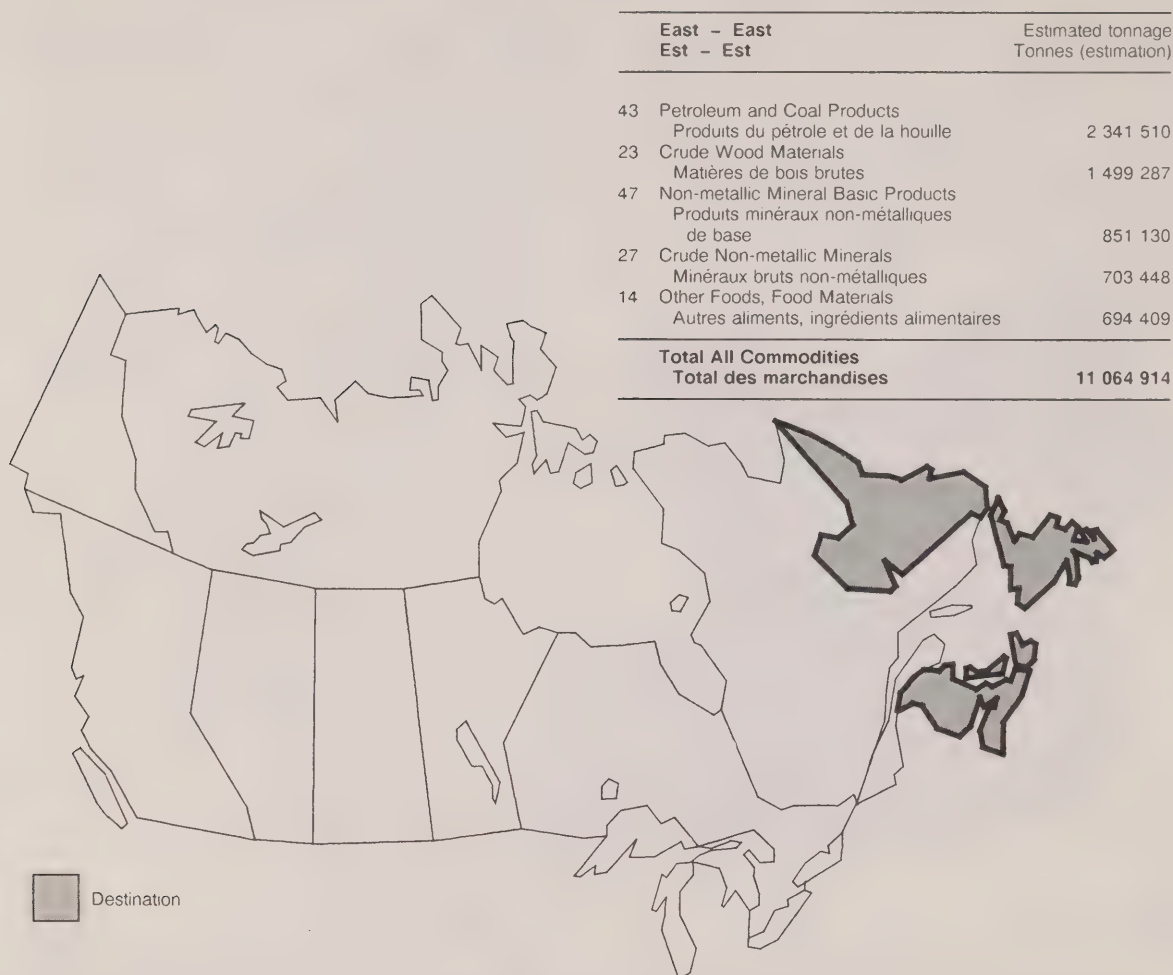 East – East Estimated tonnage
Est – Est Tonnes (estimation)
43 Petroleum and Coal Products
Produits du pétrole et de la houille 2 341 510
23 Crude Wood Materials
Matières de bois brutes 1 499 287
47 Non-metallic Mineral Basic Products
Produits minéraux non-métalliques
de base 851 130
27 Crude Non-metallic Minerals
Minéraux bruts non-métalliques 703 448
14 Other Foods, Food Materials
Autres aliments, ingrédients alimentaires 694 409
Total All Commodities
Total des marchandises 11 064 914
Destination